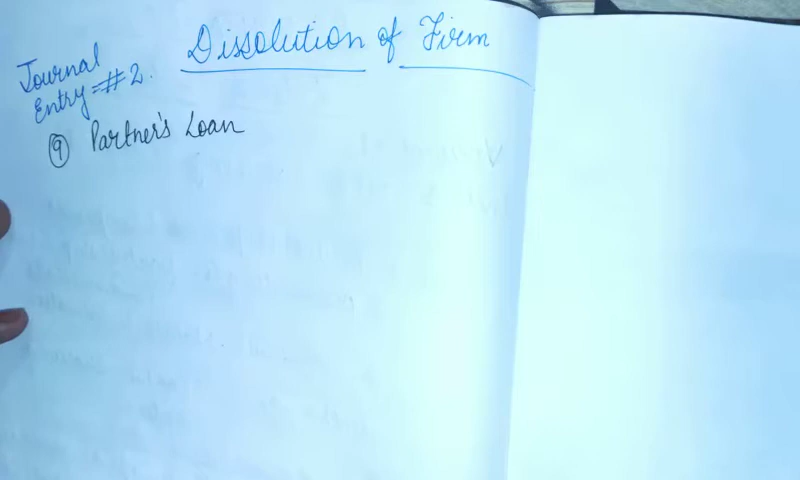 Dissolution of Firm
Journal
Entry =# 2.
⑨ Partner's Loan